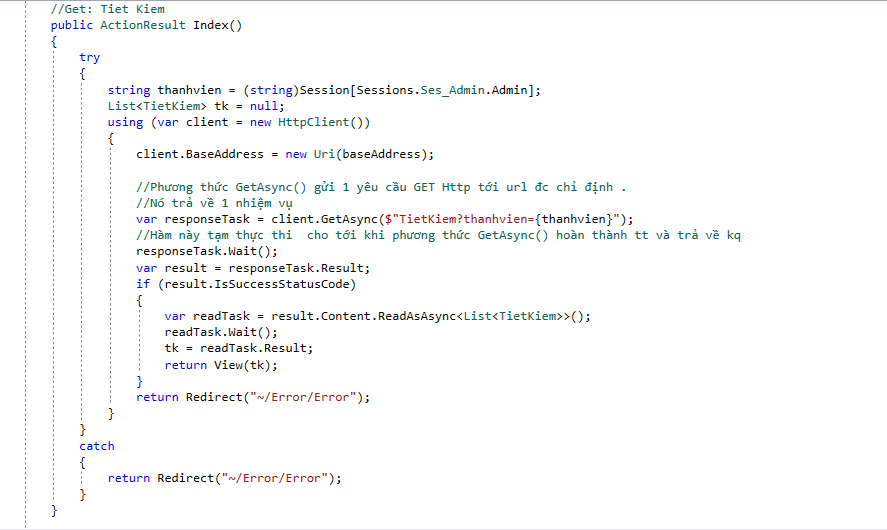 //Get: Tiet Kiem
public ActionResult Index()
{
try
{
string thanhvien = (string)Session[Sessions.Ses_Admin.Admin];
List<TietKiem> tk = null;
using (var client = new HttpClient())
{
client.BaseAddress = new Uri(baseAddress);
//Phương thức GetAsync() gửi 1 yêu cầu GET Http tới url đc chỉ định .
//Nó trả về 1 nhiệm vụ
var responseTask = client.GetAsync($"TietKiem?thanhvien={thanhvien}");
//Hàm này tạm thực thi  cho tới khi phương thức GetAsync() hoàn thành tt và trả về kq
responseTask.Wait();
var result = responseTask.Result;
if (result.IsSuccessStatusCode)
{
var readTask = result.Content.ReadAsAsync<List<TietKiem>>();
readTask.Wait();
tk = readTask.Result;
return View(tk);
}
return Redirect("~/Error/Error");
}
}
catch
{
return Redirect("~/Error/Error");
}
}